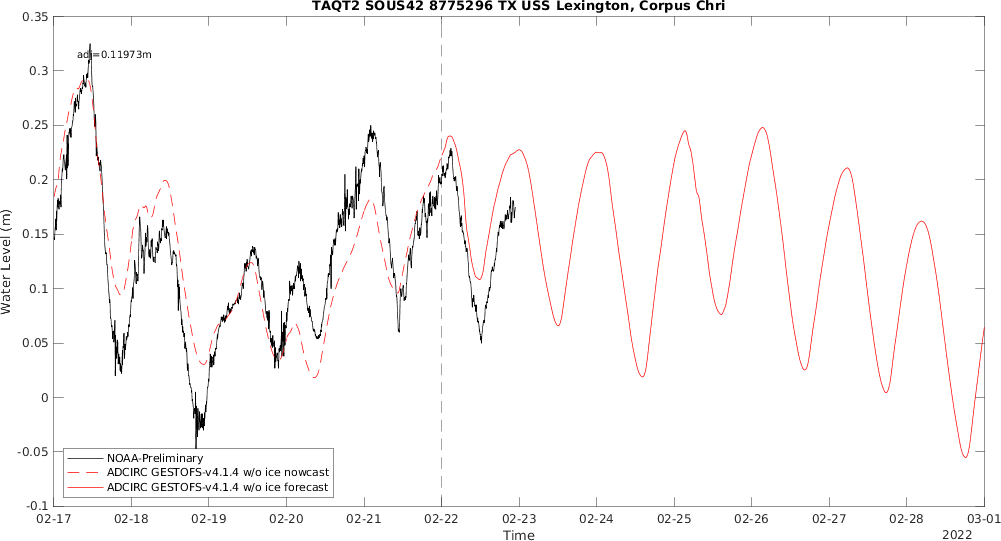 TAQT2 SOUS42 8775296 TX USS Lexington, Corpus Chri
0.35
0.3
0.25
0.2
0.15
0.1
0.05
0
-0.05
-0.1
Water Level (m)
adj=0.11973m
NOAA-Preliminary
ADCIRC GESTOFS-v4.1.4 w/o ice nowcast
ADCIRC GESTOFS-v4.1.4 w/o ice forecast
02-17 02-18 02-19 02-20 02-21 02-22 02-23 02-24 02-25 02-26 02-27 02-28 03-01
Time
2022